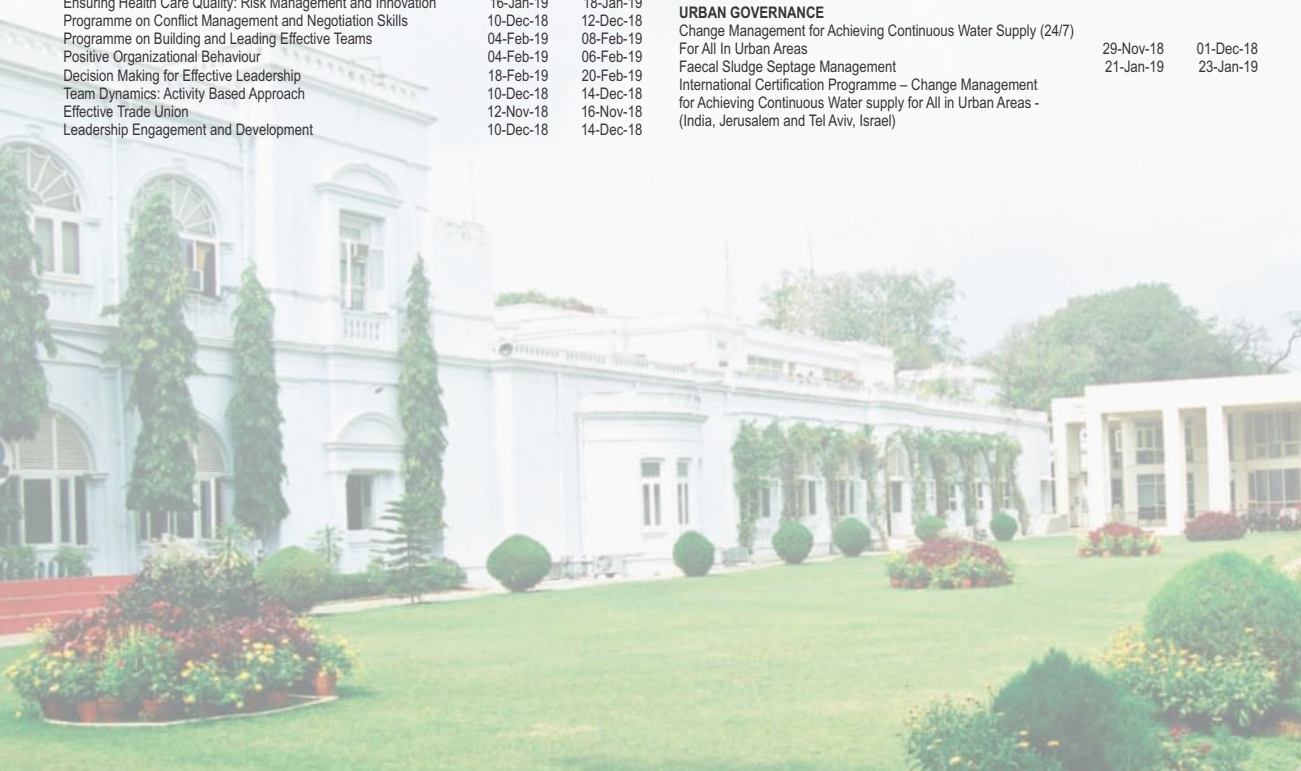 Ensuring Health Care Quality: Risk Management and Innovation 16-Jan-19 18-Jan-19
Programme on Conflict Management and Negotiation Skills 10-Dec-18 12-Dec-18
Programme on Building and Leading Effective Teams 04-Feb-19 08-Feb-19
Positive Organizational Behaviour 04-Feb-19 06-Feb-19
Decision Making for Effective Leadership 18-Feb-19 20-Feb-19
Team Dynamics: Activity Based Approach 10-Dec-18 14-Dec-18
Effective Trade Union 12-Nov-18 16-Nov-18
Leadership Engagement and Development 10-Dec-18 14-Dec-18
URBAN GOVERNANCE
Change Management for Achieving Continuous Water Supply (24/7)
For All In Urban Areas 29-Nov-18 01-Dec-18
Faecal Sludge Septage Management 21-Jan-19 23-Jan-19
International Certification Programme – Change Management
for Achieving Continuous Water supply for All in Urban Areas -
(India, Jerusalem and Tel Aviv, Israel)